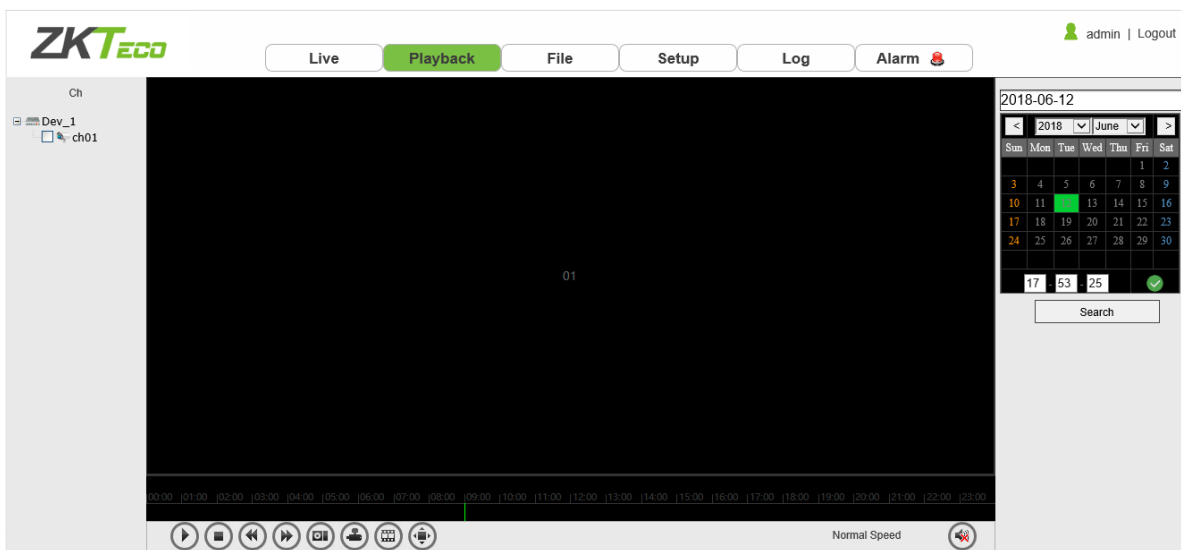 ZKTECO
admin | Logout
Live Playback File Setup Log Alarm
Ch
Dev_1
ch01
01
2018-06-12
< 2018 June >
Sun Mon Tue Wed Thu Fri Sat
1 2
3 4 5 6 7 8 9
10 11 12 13 14 15 16
17 18 19 20 21 22 23
24 25 26 27 28 29 30
17 - 53 - 25
Search
00:00 |01:00 |02:00 |03:00 |04:00 |05:00 |06:00 |07:00 |08:00 |09:00 |10:00 |11:00 |12:00 |13:00 |14:00 |15:00 |16:00 |17:00 |18:00 |19:00 |20:00 |21:00 |22:00 |23:00
Normal Speed